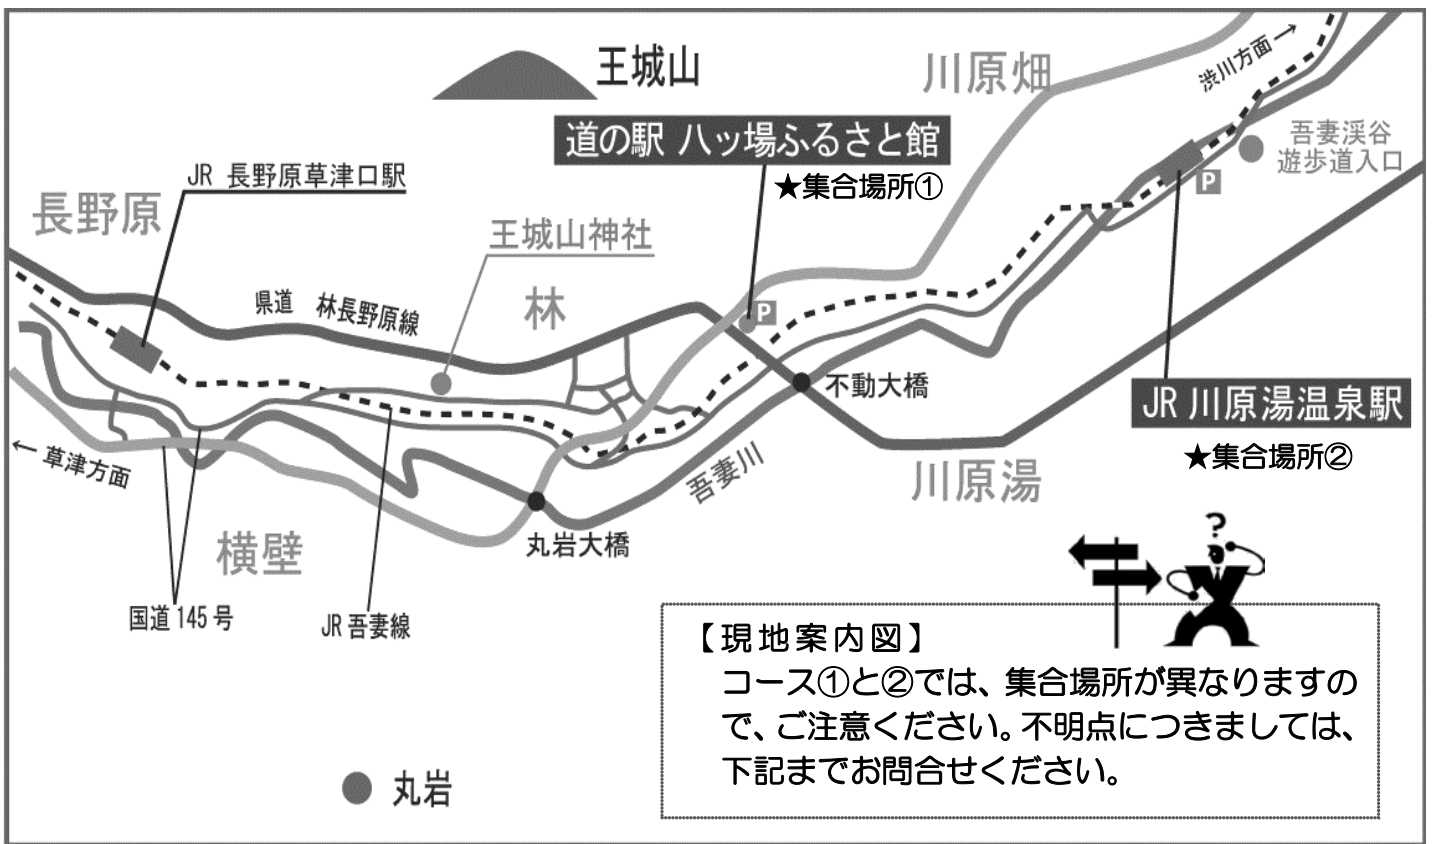 王城山
川原畑
渋川方面→
道の駅 八ッ場ふるさと館
★集合場所①
吾妻渓谷
遊歩道入口
JR 長野原草津口駅
P
長野原
王城山神社
林
県道 林長野原線
P
不動大橋
JR 川原湯温泉駅
★集合場所②
←草津方面
吾妻川
川原湯
横壁
丸岩大橋
国道145号
JR吾妻線
?
【現地案内図】
コース①と②では、集合場所が異なりますの
で、ご注意ください。不明点につきましては、
下記までお問合せください。
丸岩